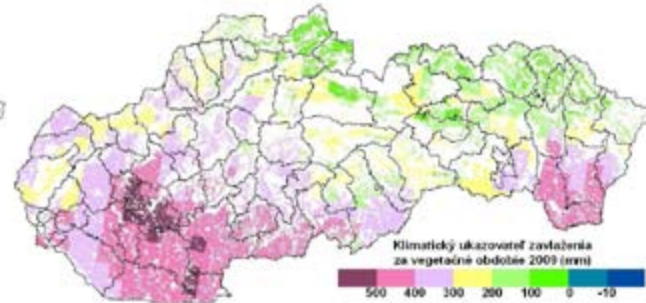 Klimatický ukazovateľ zavlaženia
za vegetačné obdobie 2009 (mm)
500 400 300 200 100 0 -10